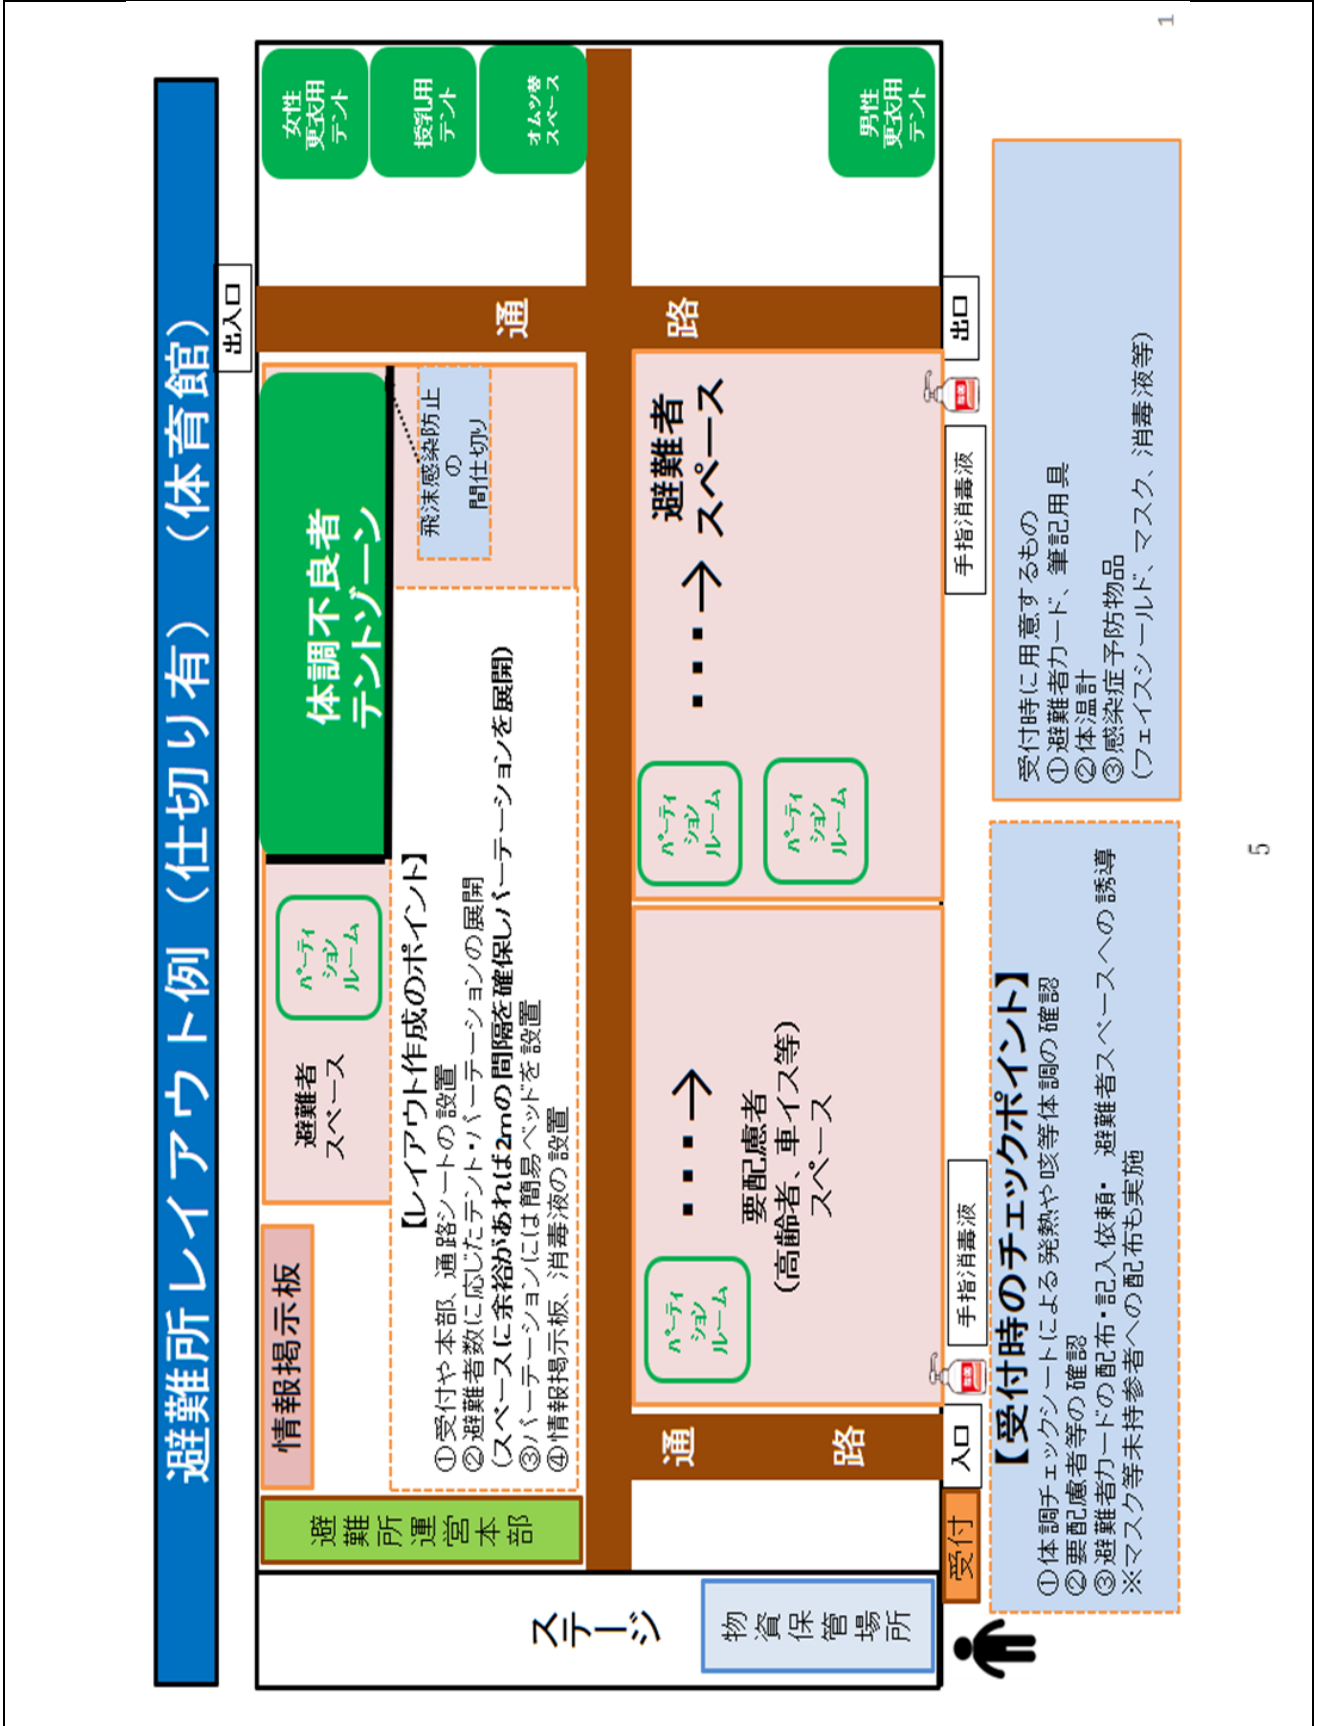 避難所レイアウト例（仕切り有）（体育館）
出入口
情報掲示板
避難者
スペース
パーティ
ション
ルーム
体調不良者
テントゾーン
飛沫感染防止
の
間仕切り
女性
更衣用
テント
授乳用
テント
オムツ替
スペース
男性
更衣用
テント
避難所運営本部
【レイアウト作成のポイント】
①受付や本部、通路シートの設置
②避難者数に応じたテント・パーテーションの展開
（スペースに余裕があれば2mの間隔を確保しパーテーションを展開）
③パーテーションには簡易ベッドを設置
④情報掲示板、消毒液の設置
通
路
ステージ
物資保管場所
通
路
パーティ
ション
ルーム
要配慮者
（高齢者、車イス等）
スペース
パーティ
ション
ルーム
パーティ
ション
ルーム
避難者
スペース
受付
入口
手指消毒液
手指消毒液
出口
【受付時のチェックポイント】
①体調チェックシートによる発熱や咳等体調の確認
②要配慮者等の確認
③避難者カードの配布・記入依頼・ 避難者スペースへの誘導
※マスク等未持参者への配布も実施
受付時に用意するもの
①避難者カード、筆記用具
②体温計
③感染症予防物品
（フェイスシールド、マスク、消毒液等）
1
5